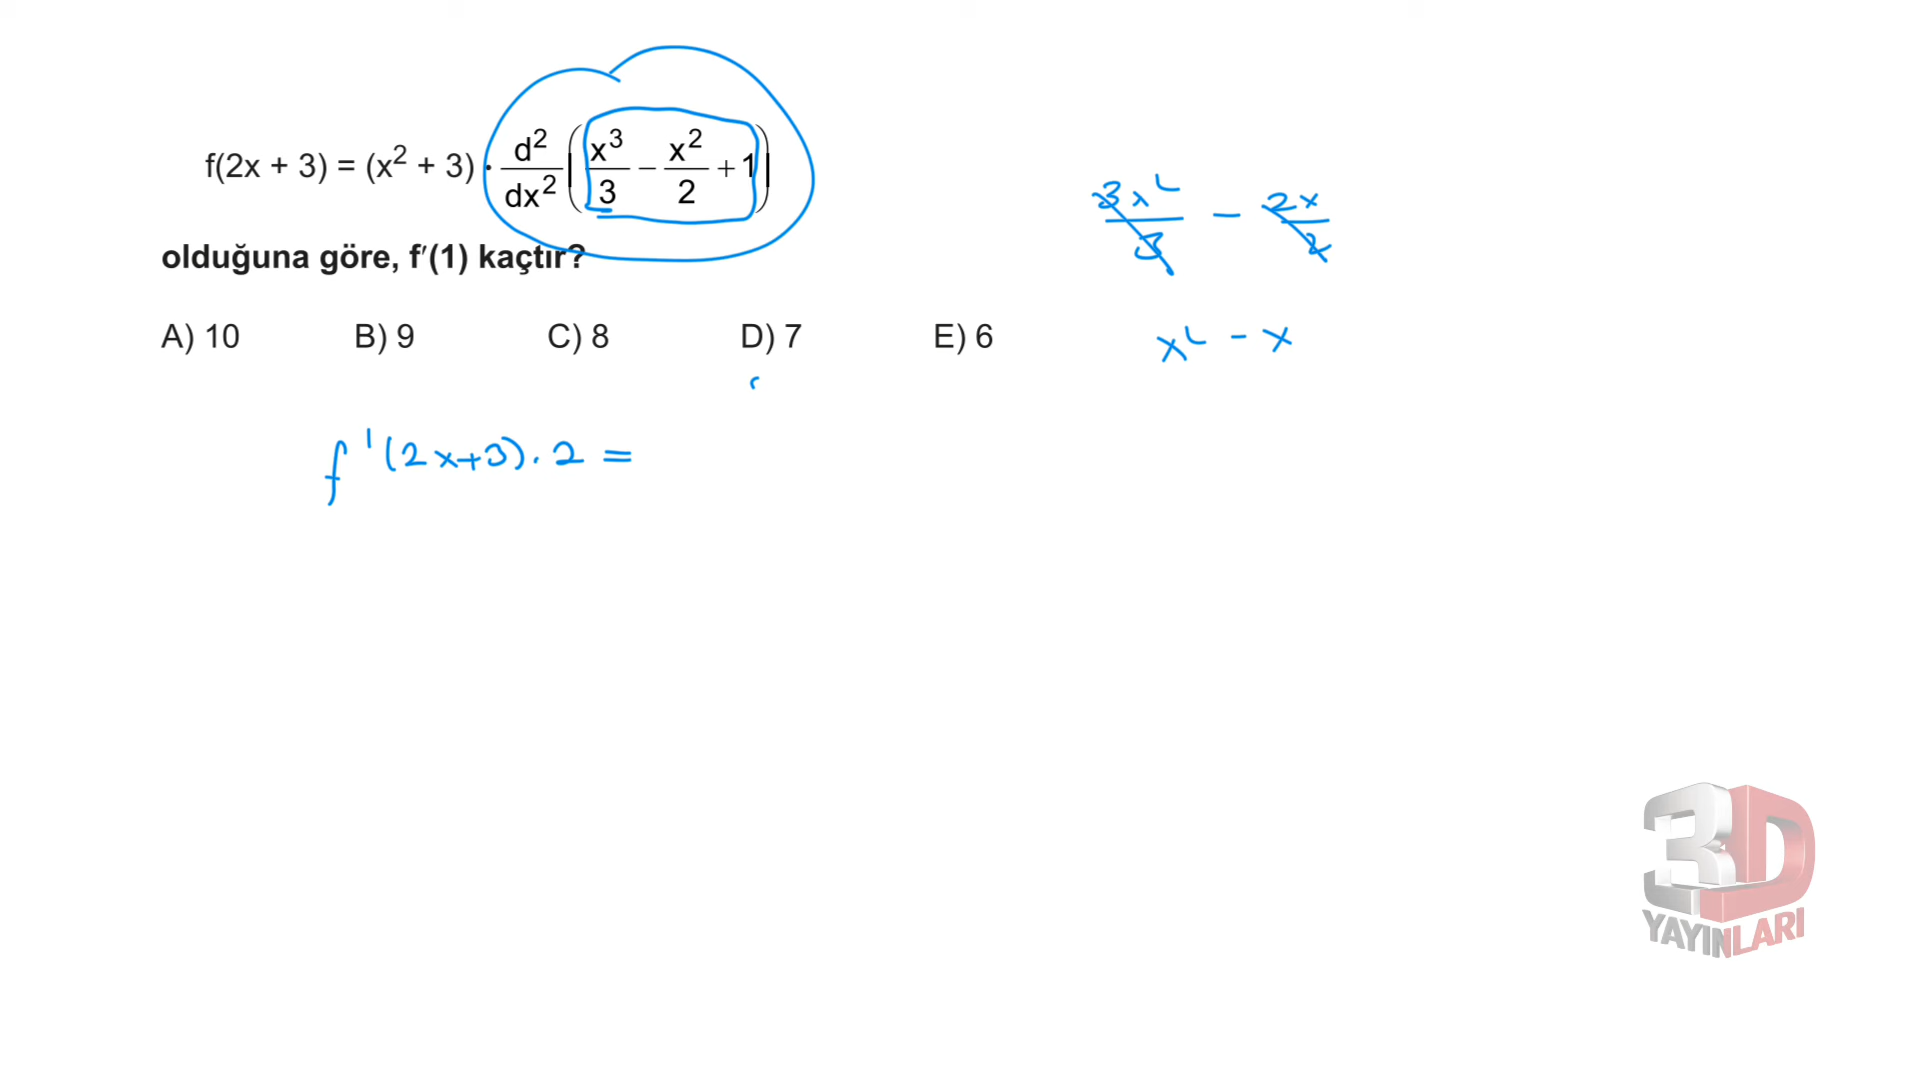 f(2x + 3) = (x² + 3) · d²/dx² (x³/3 − x²/2 + 1)
olduğuna göre, f′(1) kaçtır?
A) 10 B) 9 C) 8 D) 7 E) 6
3x²/3 − 2x/2
x² − x
f'(2x+3).2 =
3D
YAYINLARI